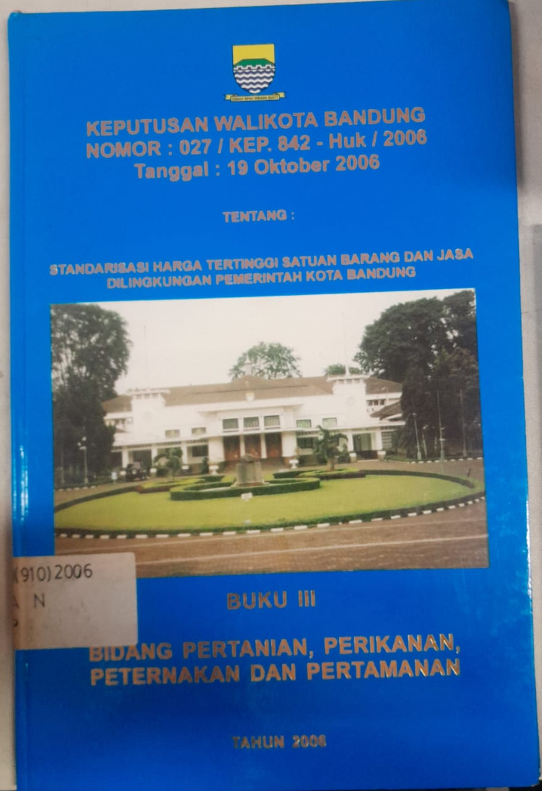 KEPUTUSAN WALIKOTA BANDUNG
NOMOR : 027 / KEP. 842 - Huk / 2006
Tanggal : 19 Oktober 2006
TENTANG :
STANDARISASI HARGA TERTINGGI SATUAN BARANG DAN JASA
DILINGKUNGAN PEMERINTAH KOTA BANDUNG
(910)2006
N
BUKU III
BIDANG PERTANIAN, PERIKANAN,
PETERNAKAN DAN PERTAMANAN
TAHUN 2006